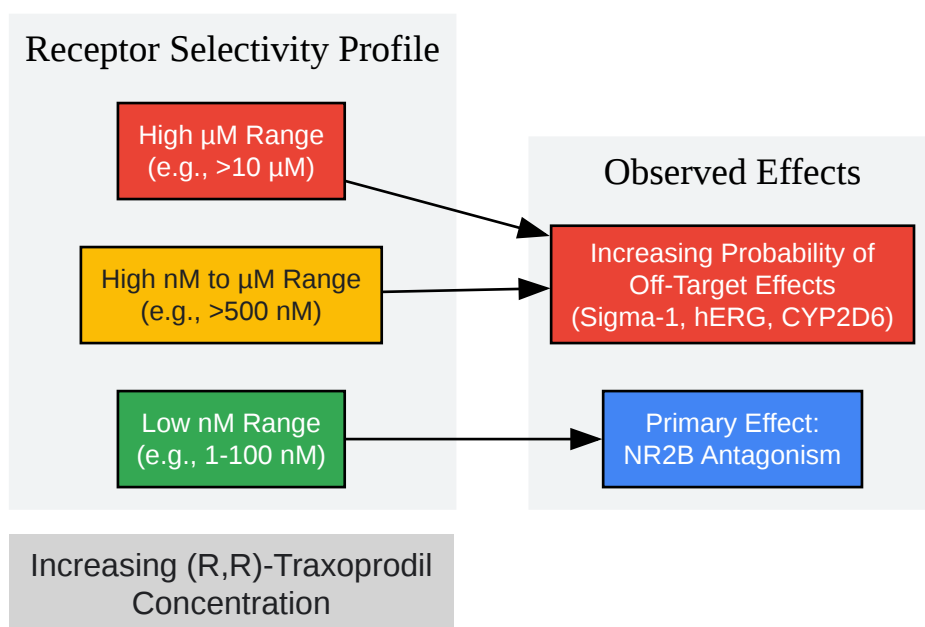 Receptor Selectivity Profile
High µM Range
(e.g., >10 µM)
High nM to µM Range
(e.g., >500 nM)
Low nM Range
(e.g., 1-100 nM)
Observed Effects
Increasing Probability of
Off-Target Effects
(Sigma-1, hERG, CYP2D6)
Primary Effect:
NR2B Antagonism
Increasing (R,R)-Traxoprodil
Concentration